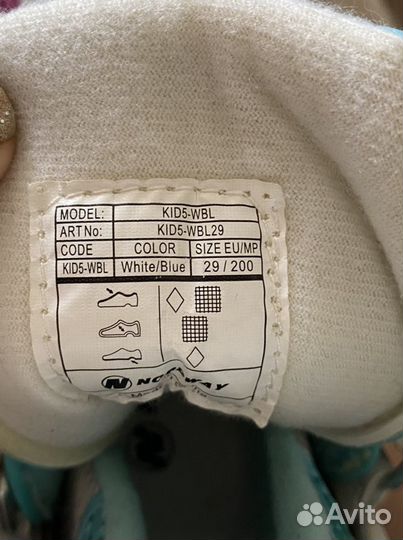 MODEL: KID5-WBL
ART No: KID5-WBL29
CODE COLOR SIZE EU/MP
KID5-WBL White/Blue 29 / 200
Avito